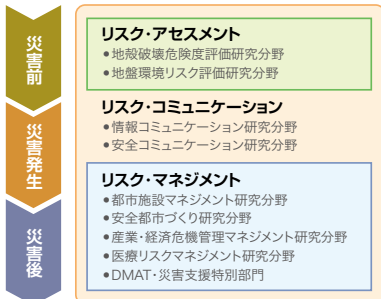 災害前
リスク・アセスメント
●地殻破壊危険度評価研究分野
●地盤環境リスク評価研究分野
災害発生
リスク・コミュニケーション
●情報コミュニケーション研究分野
●安全コミュニケーション研究分野
災害後
リスク・マネジメント
●都市施設マネジメント研究分野
●安全都市づくり研究分野
●産業・経済危機管理マネジメント研究分野
●医療リスクマネジメント研究分野
●DMAT・災害支援特別部門